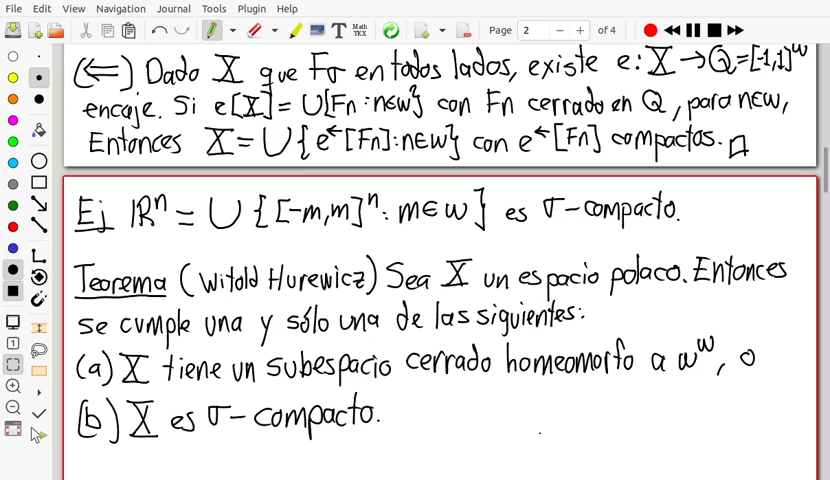 File Edit View Navigation Journal Tools Plugin Help
Math TEX Page 2 of 4
(⇐) Dado X que Fσ en todos lados, existe e: X → Q = [-1,1]^ω
encaje. Si e[X] = ∪{Fn : n∈ω} con Fn cerrado en Q, para n∈ω,
Entonces X = ∪{e^←[Fn] : n∈ω} con e^←[Fn] compactos. □
Ej ℝ^n = ∪ {[-m,m]^n : m ∈ ω} es σ-compacto.
Teorema (Witold Hurewicz) Sea X un espacio polaco. Entonces
se cumple una y sólo una de las siguientes:
(a) X tiene un subespacio cerrado homeomorfo a ω^ω, o
(b) X es σ-compacto.